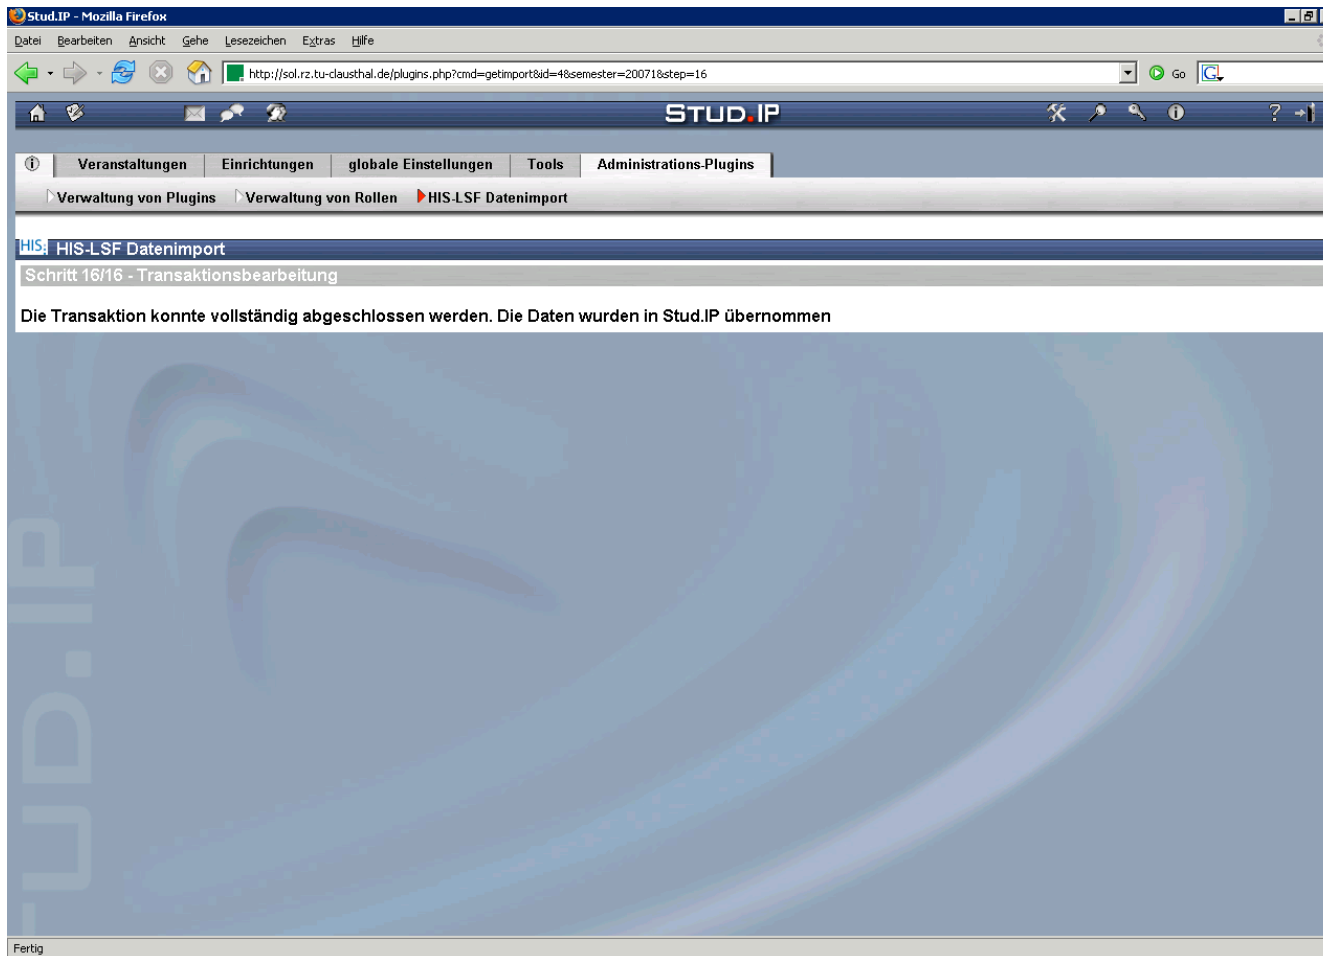 Stud.IP - Mozilla Firefox
Datei Bearbeiten Ansicht Gehe Lesezeichen Extras Hilfe
http://sol.rz.tu-clausthal.de/plugins.php?cmd=getimport&id=4&semester=20071&step=16 Go G
STUD.IP
Veranstaltungen Einrichtungen globale Einstellungen Tools Administrations-Plugins
Verwaltung von Plugins Verwaltung von Rollen HIS-LSF Datenimport
HIS: HIS-LSF Datenimport
Schritt 16/16 - Transaktionsbearbeitung
Die Transaktion konnte vollständig abgeschlossen werden. Die Daten wurden in Stud.IP übernommen
TUD.IP
Fertig